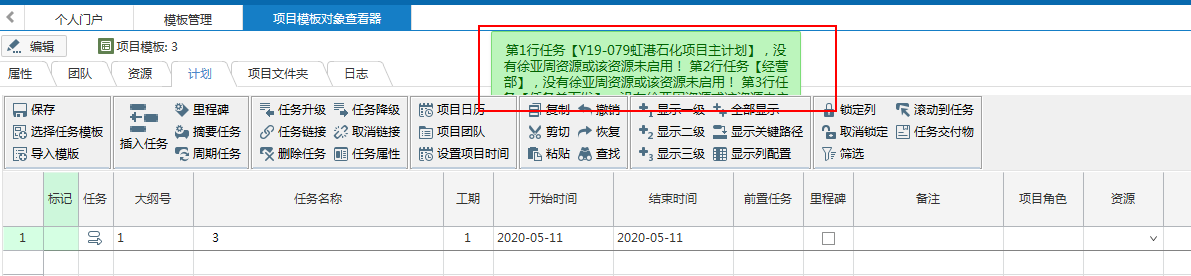 个人门户 模板管理 项目模板对象查看器
编辑 项目模板: 3
属性 团队 资源 计划 项目文件夹 日志
第1行任务【Y19-079虹港石化项目主计划】，没
有徐亚周资源或该资源未启用！ 第2行任务【经营
部】，没有徐亚周资源或该资源未启用！ 第3行任
保存 里程碑 任务升级 任务降级 项目日历 复制 撤销 显示一级 全部显示 锁定列 滚动到任务
选择任务模板 插入任务 摘要任务 任务链接 取消链接 项目团队 剪切 恢复 显示二级 显示关键路径 取消锁定 任务交付物
导入模版 周期任务 删除任务 任务属性 设置项目时间 粘贴 查找 显示三级 显示列配置 筛选
标记 任务 大纲号 任务名称 工期 开始时间 结束时间 前置任务 里程碑 备注 项目角色 资源
1 1 3 1 2020-05-11 2020-05-11